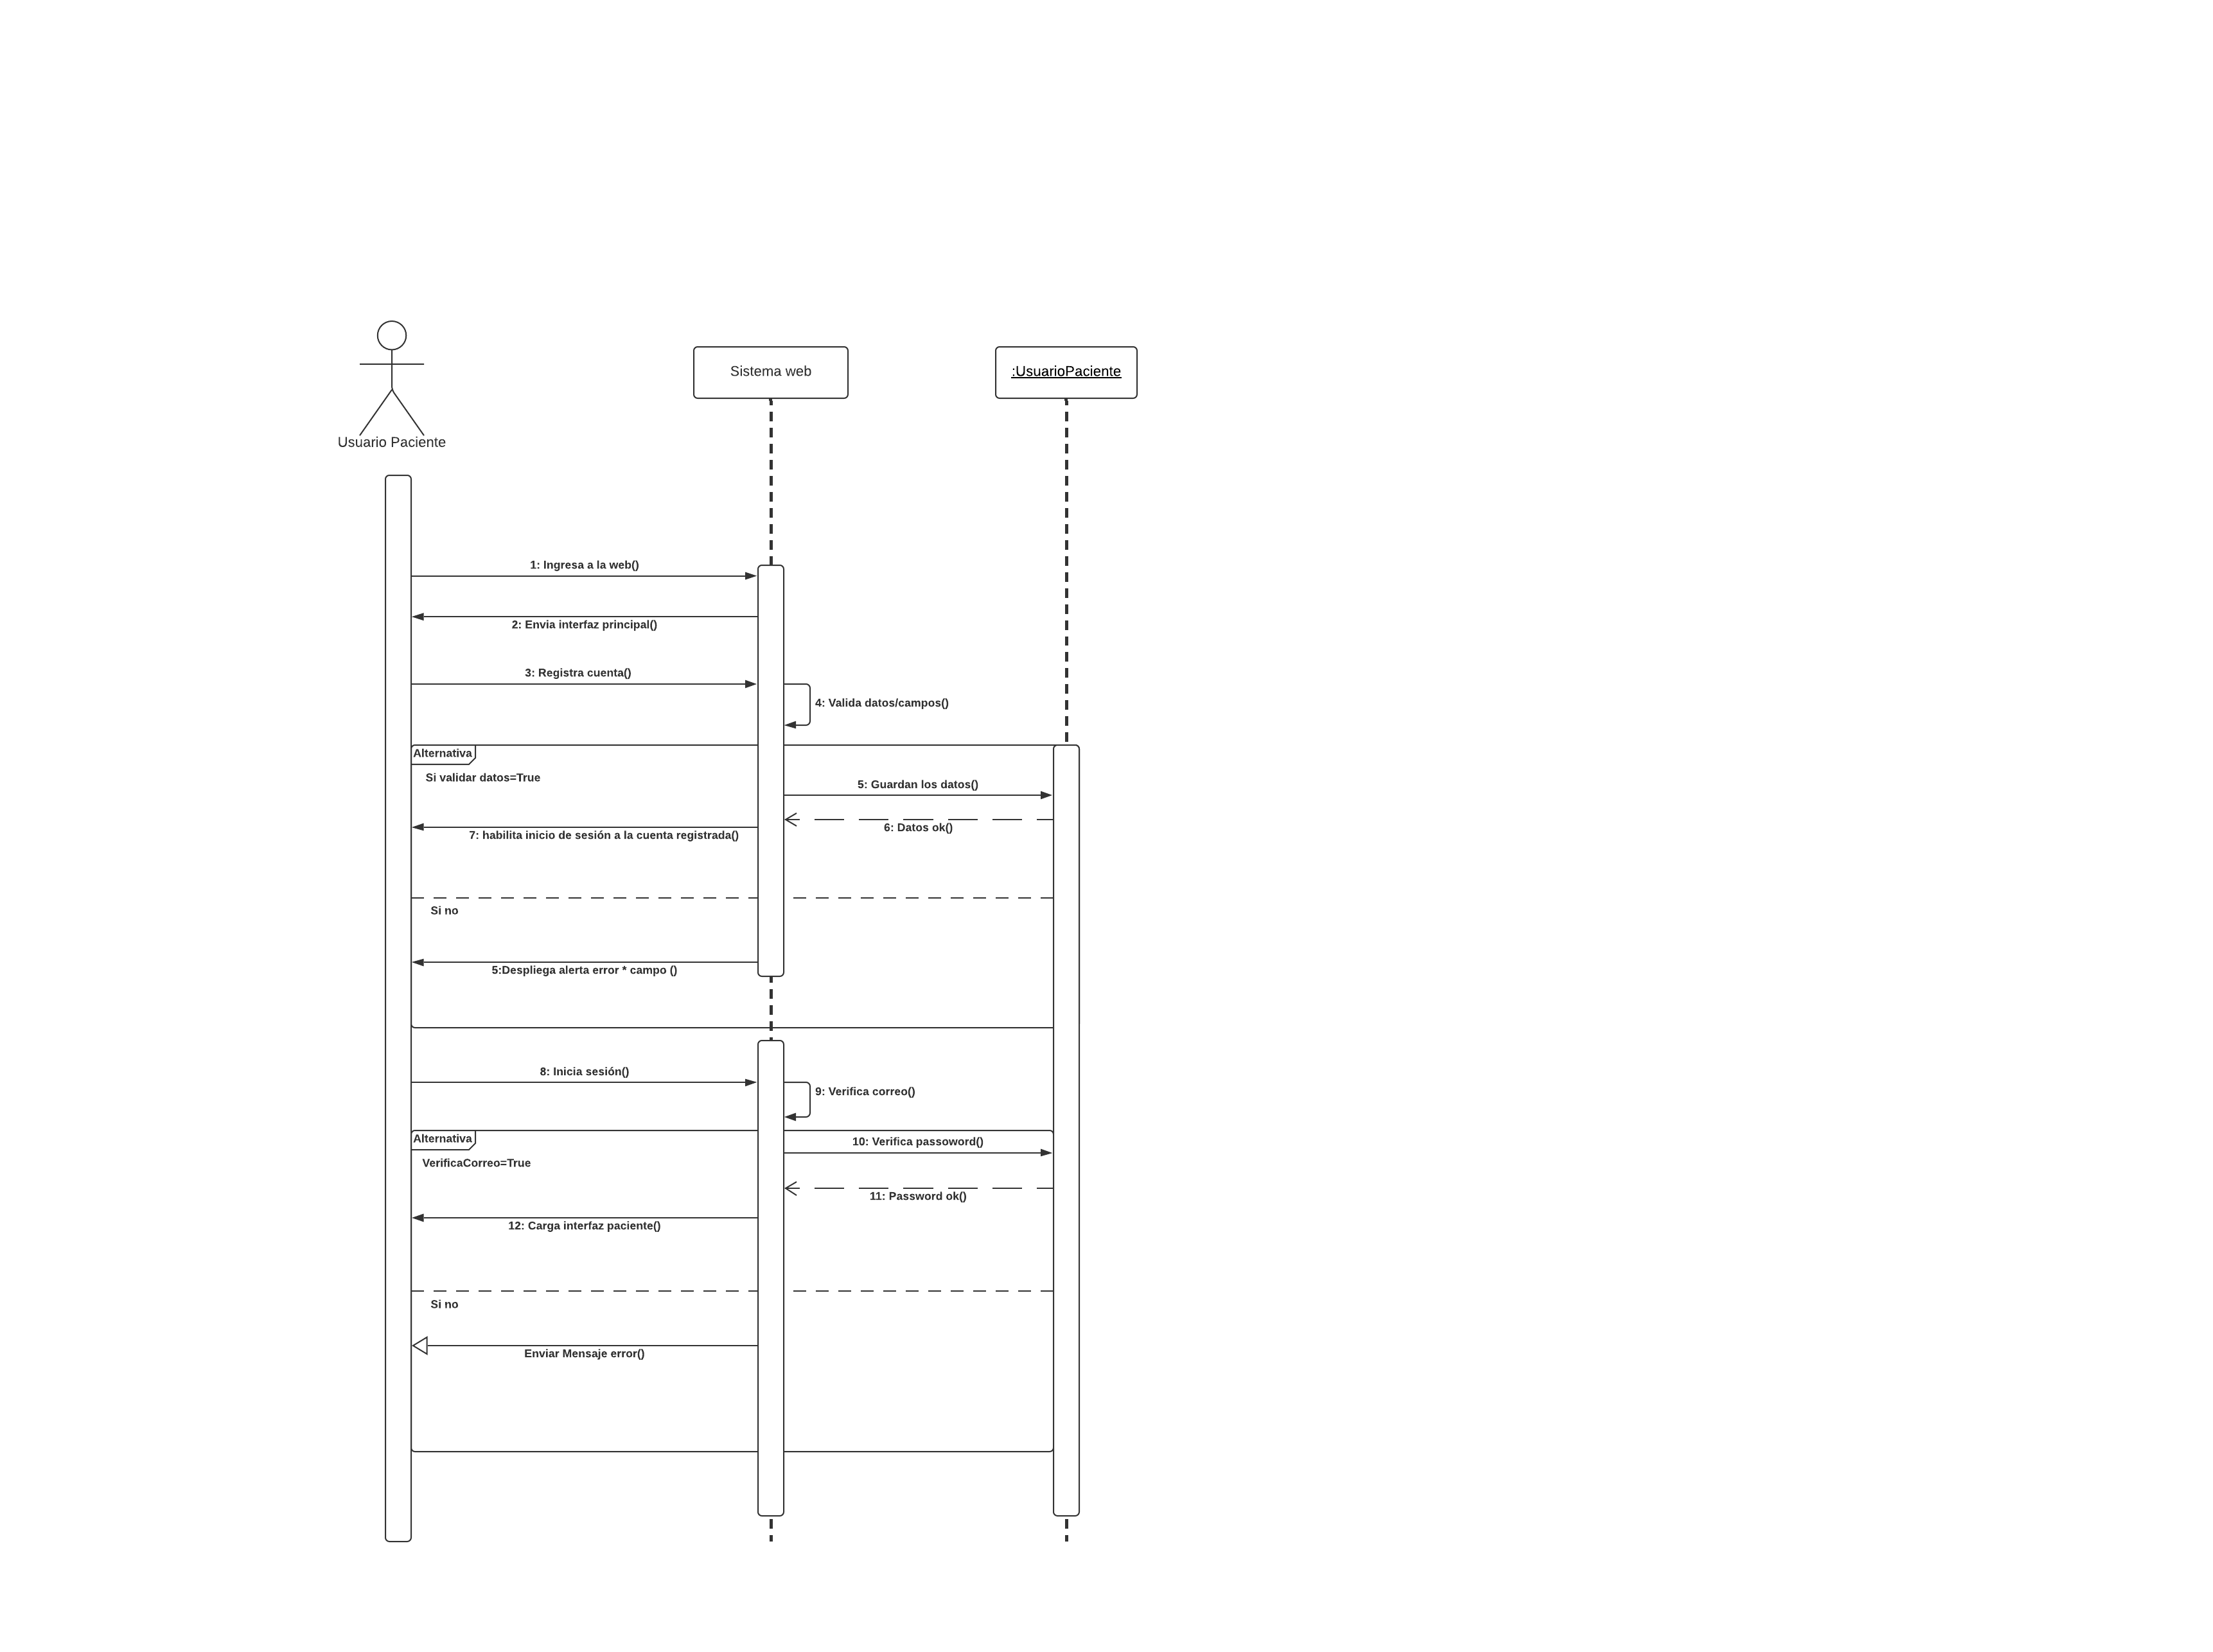 Usuario Paciente
Sistema web
:UsuarioPaciente
1: Ingresa a la web()
2: Envia interfaz principal()
3: Registra cuenta()
4: Valida datos/campos()
Alternativa
Si validar datos=True
5: Guardan los datos()
6: Datos ok()
7: habilita inicio de sesión a la cuenta registrada()
Si no
5:Despliega alerta error * campo ()
8: Inicia sesión()
9: Verifica correo()
Alternativa
10: Verifica passoword()
VerificaCorreo=True
11: Password ok()
12: Carga interfaz paciente()
Si no
Enviar Mensaje error()